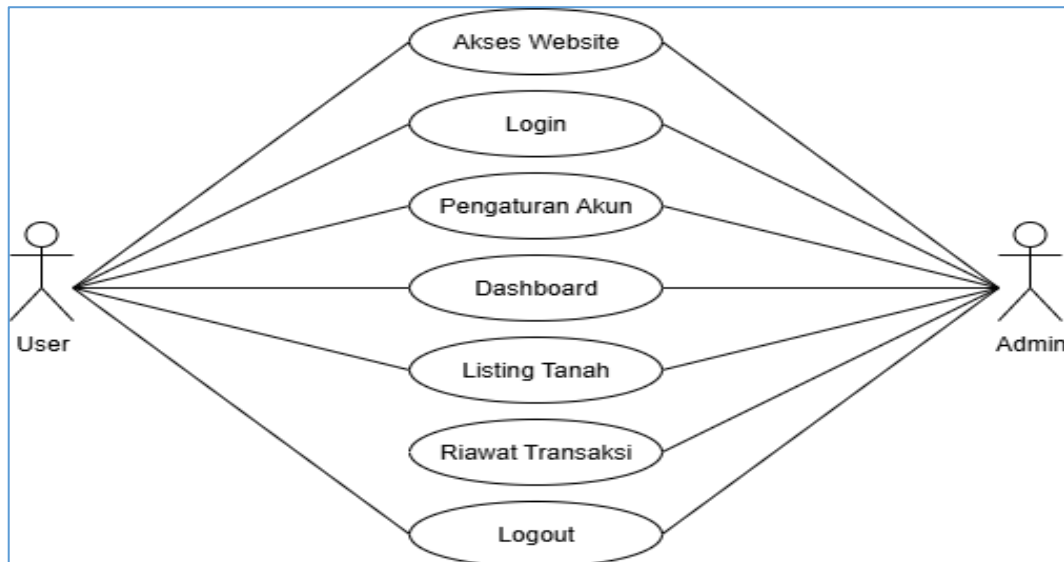 Akses Website
Login
Pengaturan Akun
Dashboard
User
Admin
Listing Tanah
Riawat Transaksi
Logout